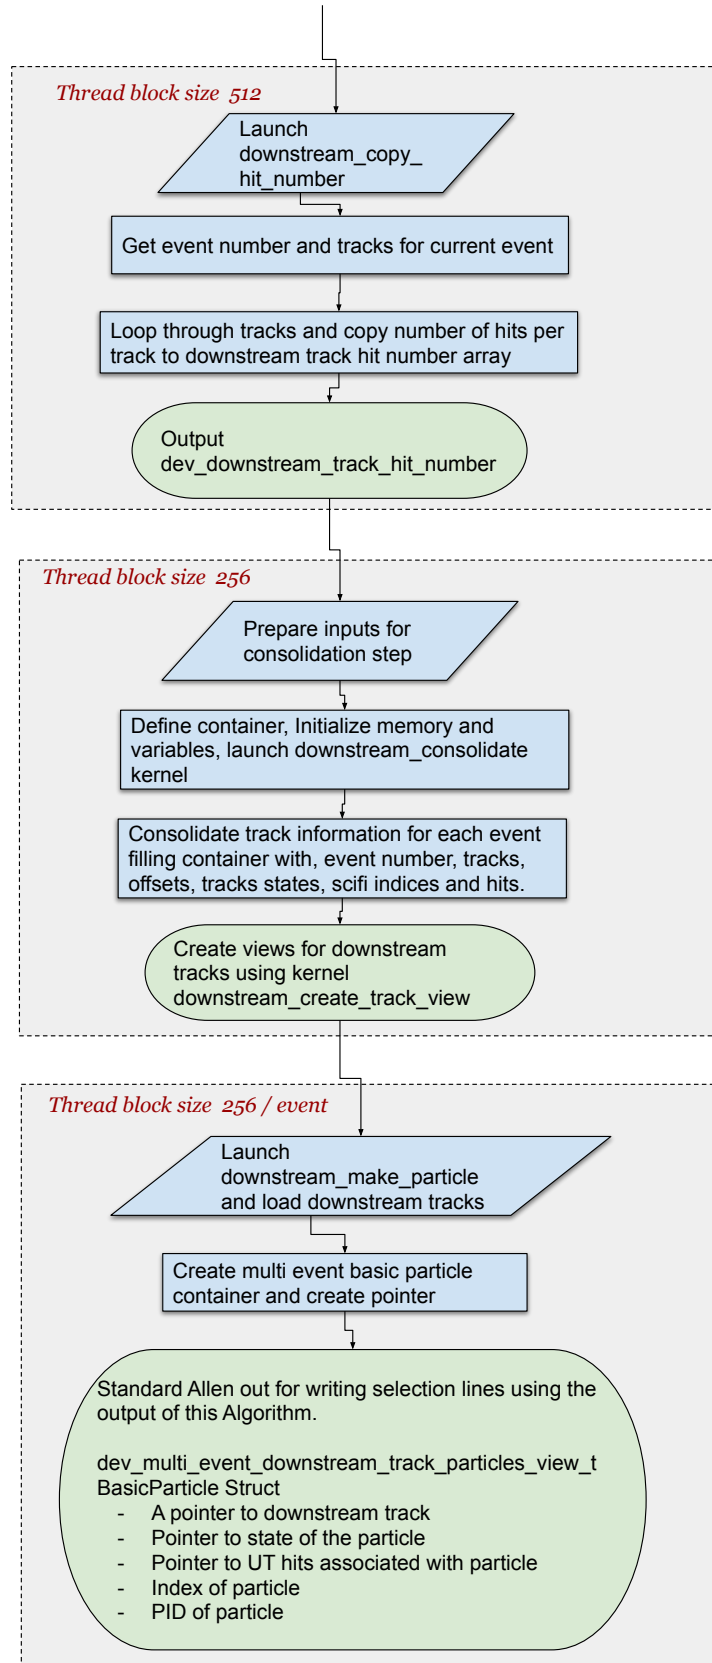 Thread block size 512
Launch
downstream_copy_
hit_number
Get event number and tracks for current event
Loop through tracks and copy number of hits per
track to downstream track hit number array
Output
dev_downstream_track_hit_number
Thread block size 256
Prepare inputs for
consolidation step
Define container, Initialize memory and
variables, launch downstream_consolidate
kernel
Consolidate track information for each event
filling container with, event number, tracks,
offsets, tracks states, scifi indices and hits.
Create views for downstream
tracks using kernel
downstream_create_track_view
Thread block size 256 / event
Launch
downstream_make_particle
and load downstream tracks
Create multi event basic particle
container and create pointer
Standard Allen out for writing selection lines using the
output of this Algorithm.
dev_multi_event_downstream_track_particles_view_t
BasicParticle Struct
- A pointer to downstream track
- Pointer to state of the particle
- Pointer to UT hits associated with particle
- Index of particle
- PID of particle